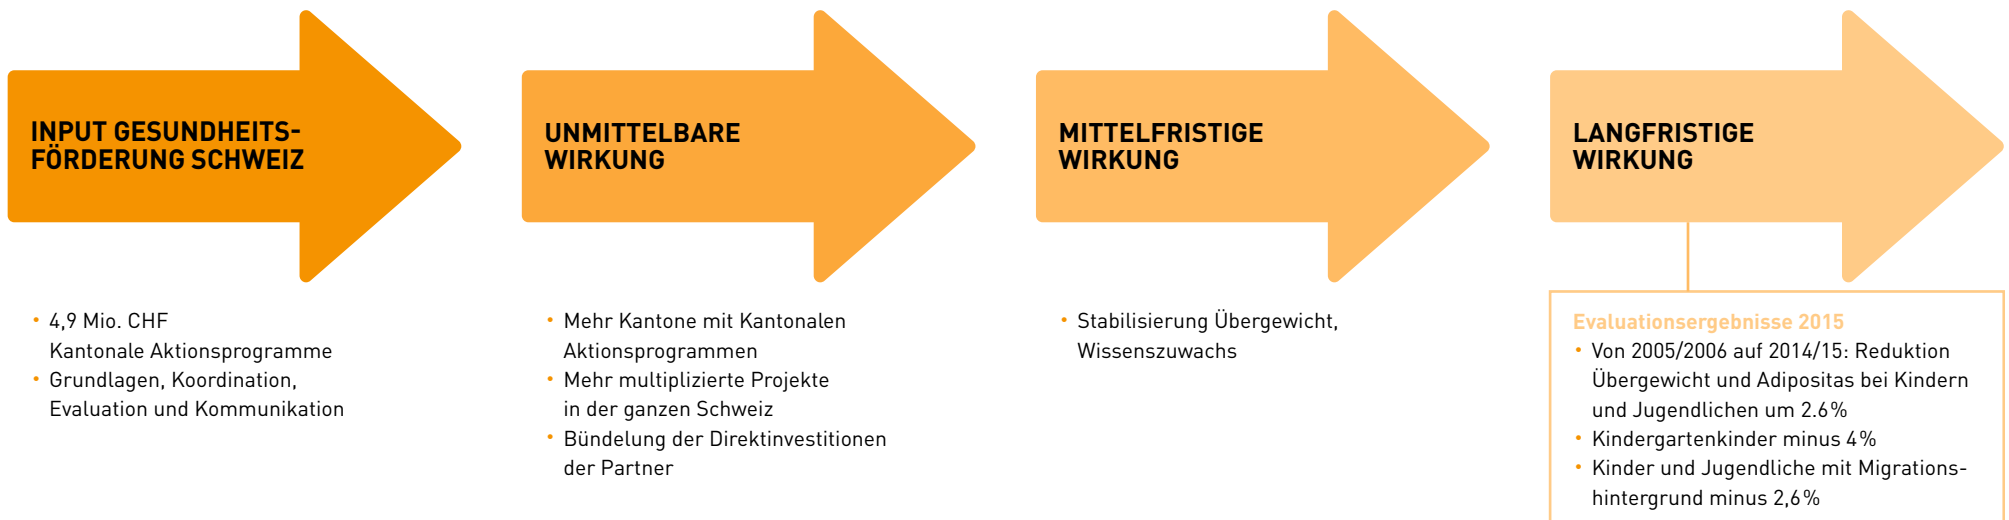 INPUT GESUNDHEITS-
FÖRDERUNG SCHWEIZ
• 4,9 Mio. CHF
Kantonale Aktionsprogramme
• Grundlagen, Koordination,
Evaluation und Kommunikation
UNMITTELBARE
WIRKUNG
• Mehr Kantone mit Kantonalen
Aktionsprogrammen
• Mehr multiplizierte Projekte
in der ganzen Schweiz
• Bündelung der Direktinvestitionen
der Partner
MITTELFRISTIGE
WIRKUNG
• Stabilisierung Übergewicht,
Wissenszuwachs
LANGFRISTIGE
WIRKUNG
Evaluationsergebnisse 2015
• Von 2005/2006 auf 2014/15: Reduktion
Übergewicht und Adipositas bei Kindern
und Jugendlichen um 2.6%
• Kindergartenkinder minus 4%
• Kinder und Jugendliche mit Migrations-
hintergrund minus 2,6%